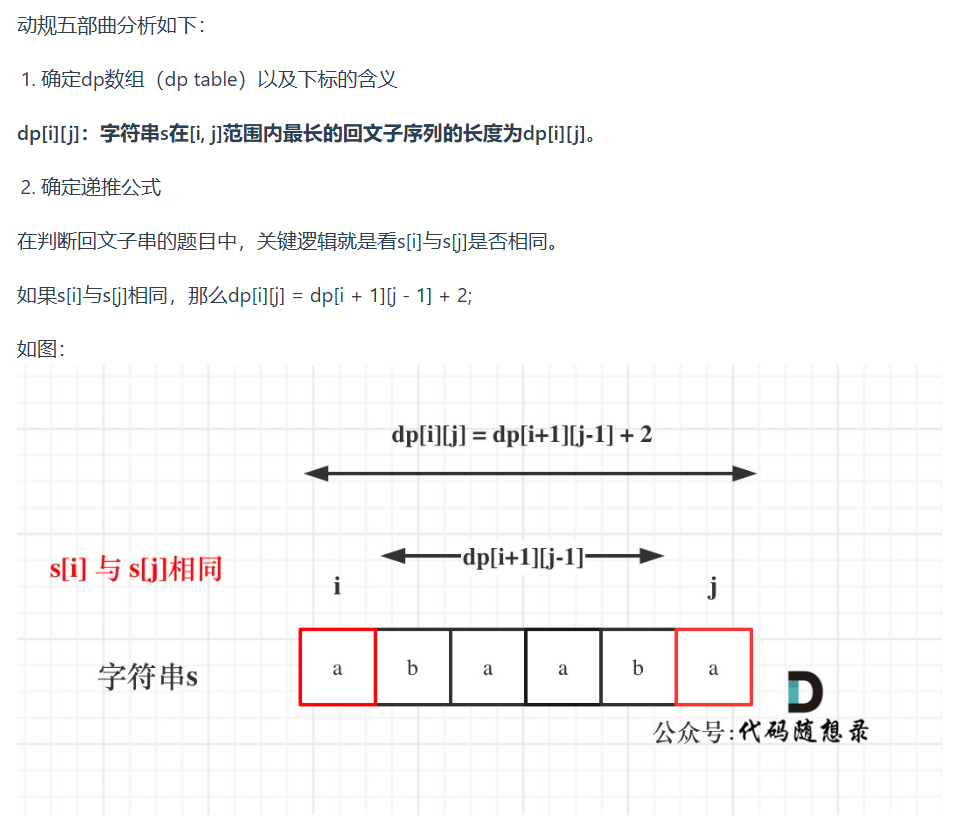 动规五部曲分析如下：
1. 确定dp数组（dp table）以及下标的含义
dp[i][j]：字符串s在[i, j]范围内最长的回文子序列的长度为dp[i][j]。
2. 确定递推公式
在判断回文子串的题目中，关键逻辑就是看s[i]与s[j]是否相同。
如果s[i]与s[j]相同，那么dp[i][j] = dp[i + 1][j - 1] + 2;
如图：
dp[i][j] = dp[i+1][j-1] + 2
s[i] 与 s[j]相同
dp[i+1][j-1]
i j
字符串s a b a a b a
公众号:代码随想录